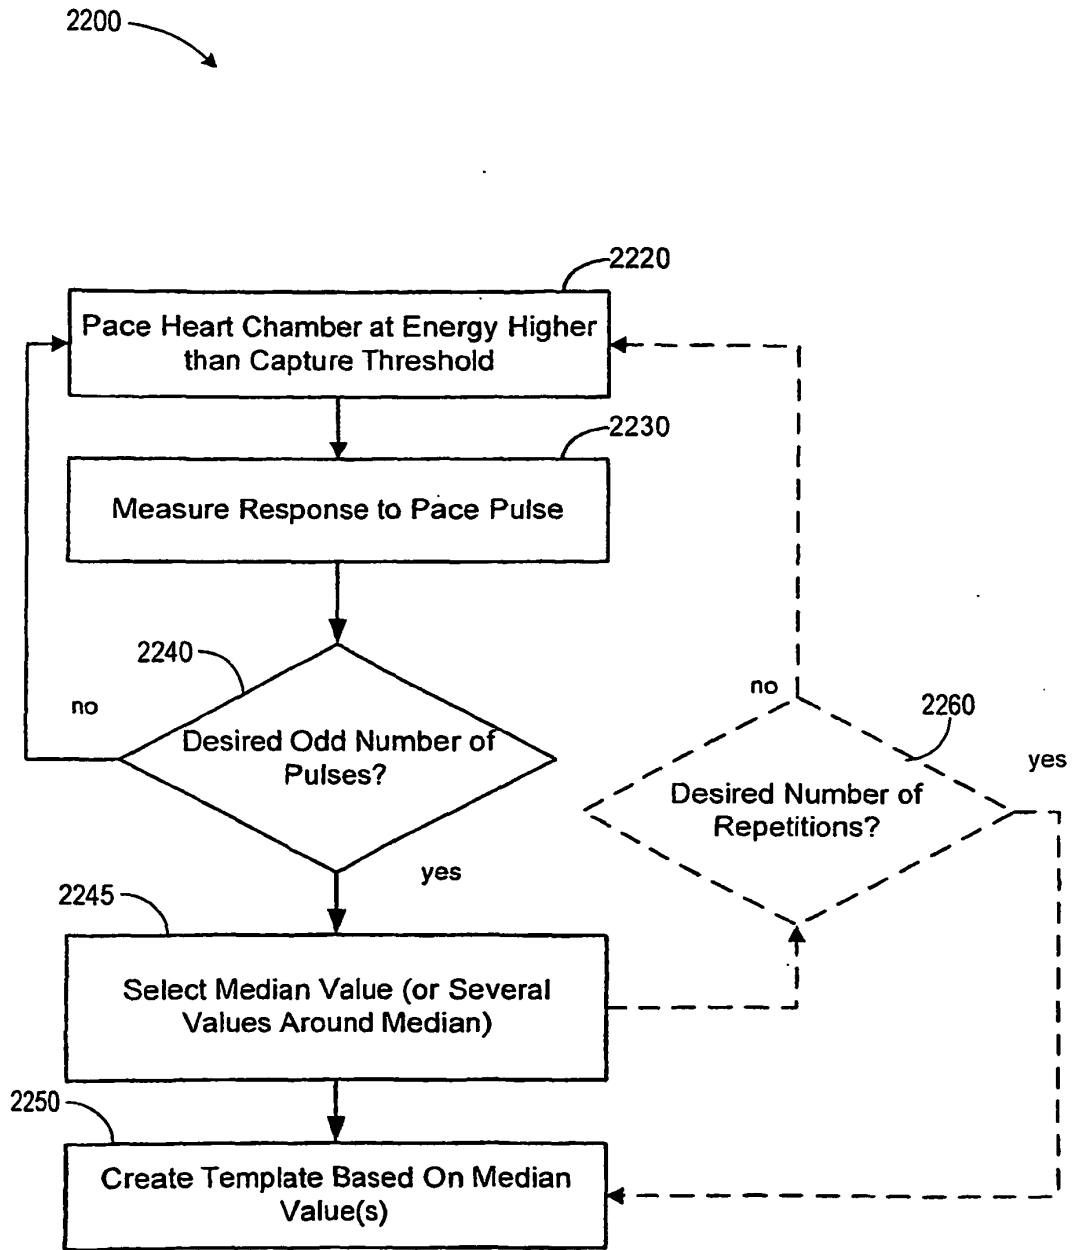 2200
2220
Pace Heart Chamber at Energy Higher
than Capture Threshold
2230
Measure Response to Pace Pulse
2240
no
Desired Odd Number of
Pulses?
yes
no
2260
yes
Desired Number of
Repetitions?
2245
Select Median Value (or Several
Values Around Median)
2250
Create Template Based On Median
Value(s)